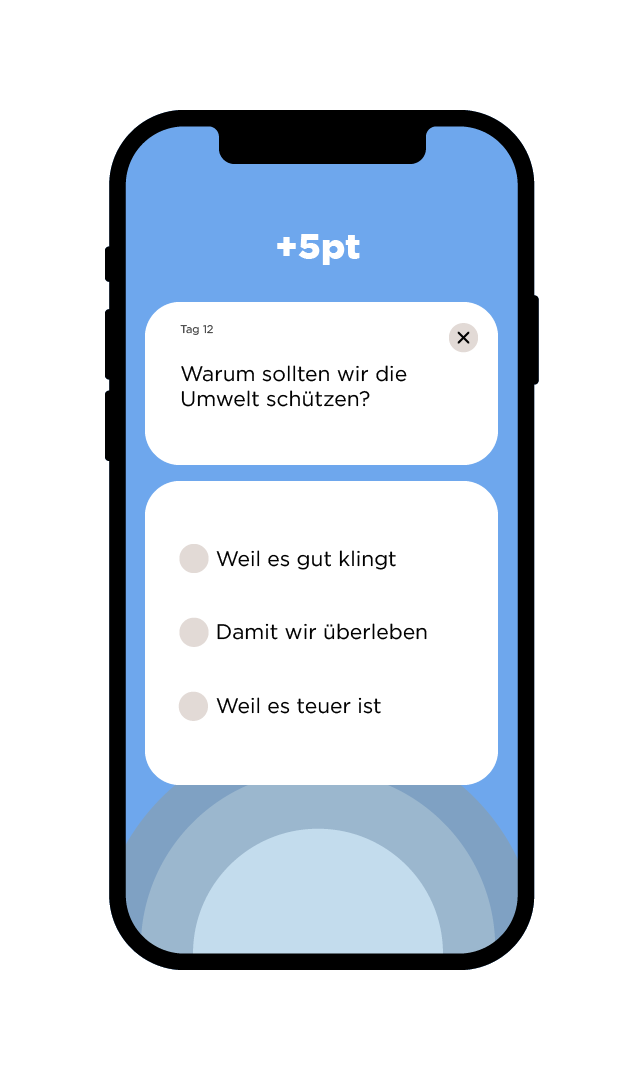 +5pt
Tag 12
Warum sollten wir die
Umwelt schützen?
Weil es gut klingt
Damit wir überleben
Weil es teuer ist